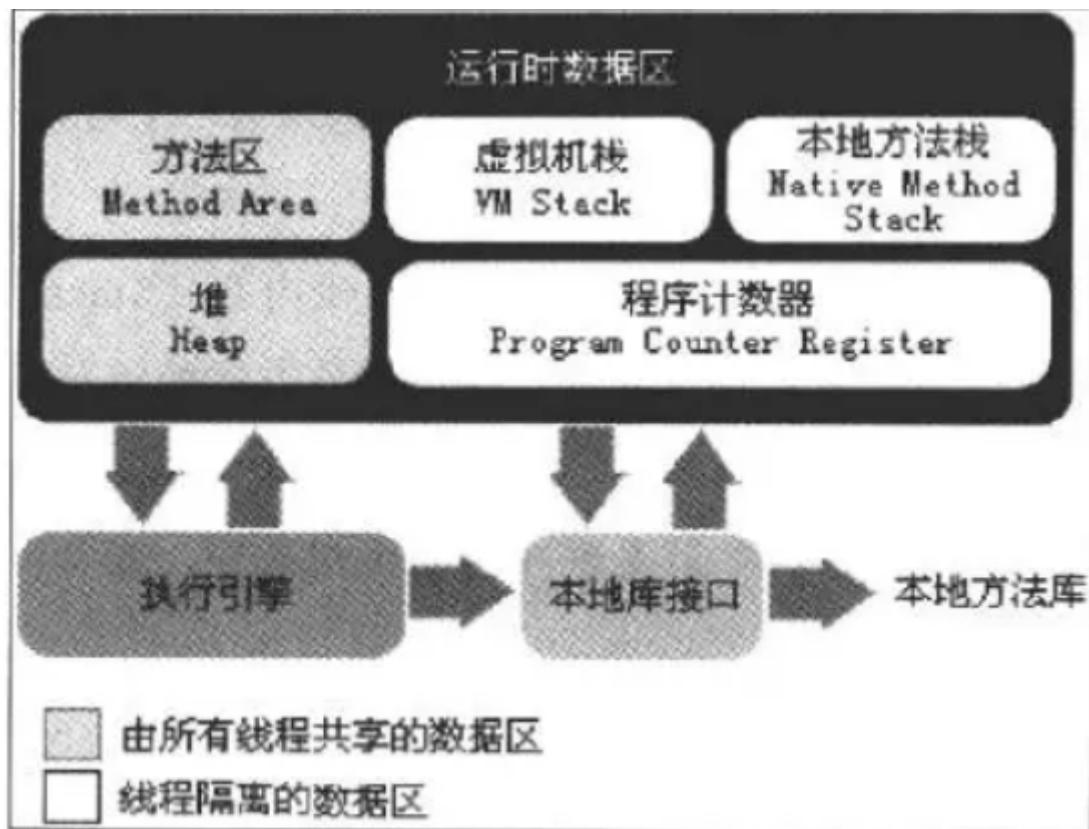 运行时数据区
方法区
Method Area
虚拟机栈
VM Stack
本地方法栈
Native Method
Stack
堆
Heap
程序计数器
Program Counter Register
执行引擎
本地库接口
本地方法库
由所有线程共享的数据区
线程隔离的数据区